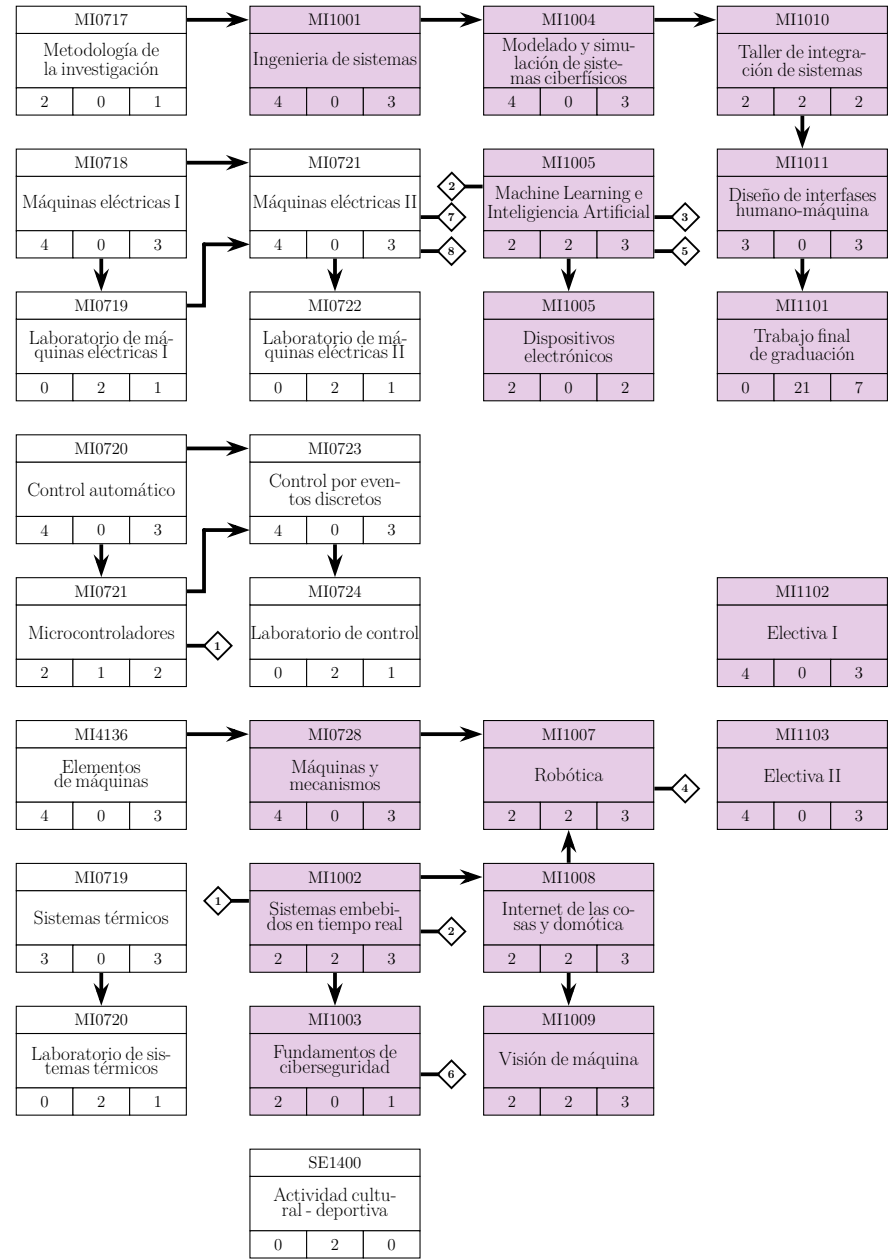 MI0717
Metodología de
la investigación
2 0 1
MI1001
Ingenieria de sistemas
4 0 3
MI1004
Modelado y simu-
lación de siste-
mas ciberfísicos
4 0 3
MI1010
Taller de integra-
ción de sistemas
2 2 2
MI0718
Máquinas eléctricas I
4 0 3
MI0721
Máquinas eléctricas II
4 0 3
7
8
2
MI1005
Machine Learning e
Inteligiencia Artificial
2 2 3
3
5
MI1011
Diseño de interfases
humano-máquina
3 0 3
MI0719
Laboratorio de má-
quinas eléctricas I
0 2 1
MI0722
Laboratorio de má-
quinas eléctricas II
0 2 1
MI1005
Dispositivos
electrónicos
2 0 2
MI1101
Trabajo final
de graduación
0 21 7
MI0720
Control automático
4 0 3
MI0723
Control por even-
tos discretos
4 0 3
MI0721
Microcontroladores
2 1 2
1
MI0724
Laboratorio de control
0 2 1
MI1102
Electiva I
4 0 3
MI4136
Elementos
de máquinas
4 0 3
MI0728
Máquinas y
mecanismos
4 0 3
MI1007
Robótica
2 2 3
4
MI1103
Electiva II
4 0 3
MI0719
Sistemas térmicos
3 0 3
1
MI1002
Sistemas embebi-
dos en tiempo real
2 2 3
2
MI1008
Internet de las co-
sas y domótica
2 2 3
MI0720
Laboratorio de sis-
temas térmicos
0 2 1
MI1003
Fundamentos de
ciberseguridad
2 0 1
6
MI1009
Visión de máquina
2 2 3
SE1400
Actividad cultu-
ral - deportiva
0 2 0